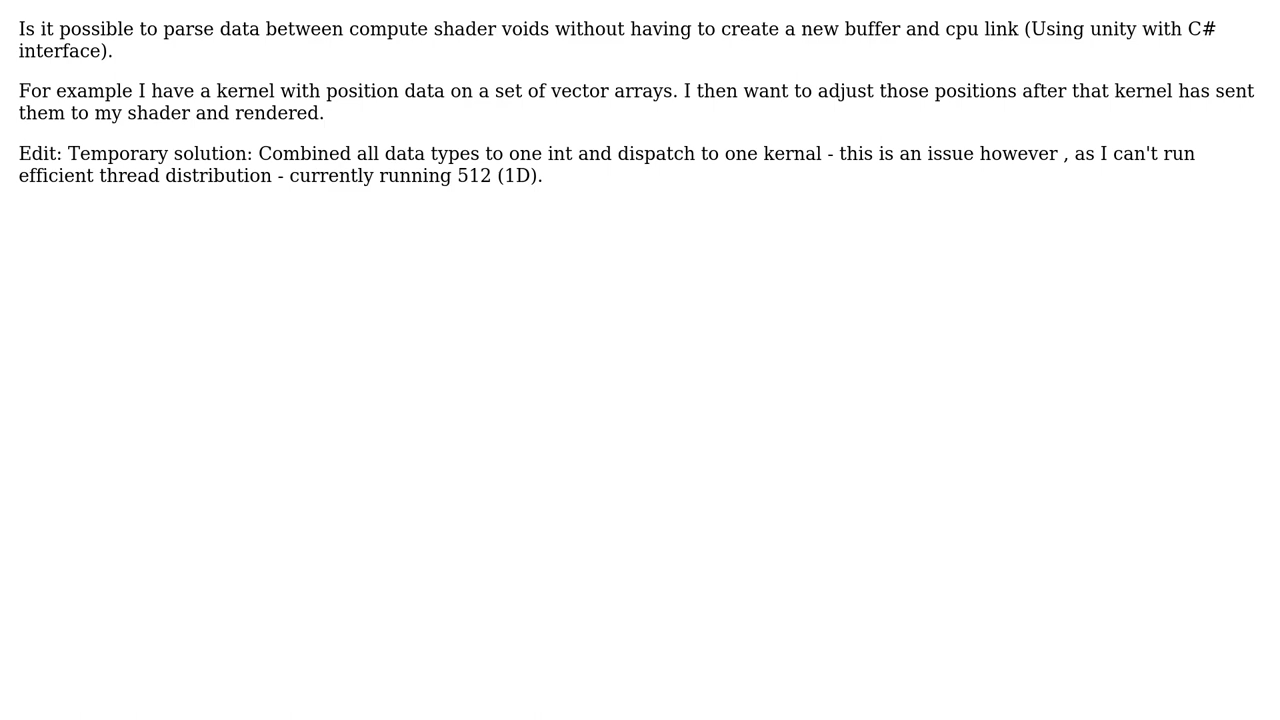 Is it possible to parse data between compute shader voids without having to create a new buffer and cpu link (Using unity with C#
interface).
For example I have a kernel with position data on a set of vector arrays. I then want to adjust those positions after that kernel has sent
them to my shader and rendered.
Edit: Temporary solution: Combined all data types to one int and dispatch to one kernal - this is an issue however , as I can't run
efficient thread distribution - currently running 512 (1D).